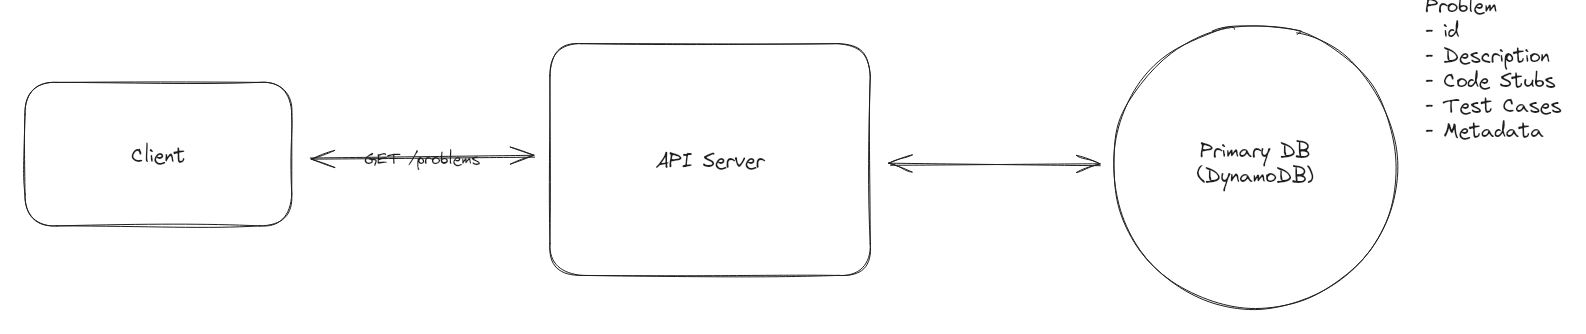 Client
GET /problems
API Server
Primary DB
(DynamoDB)
Problem
- id
- Description
- Code Stubs
- Test Cases
- Metadata